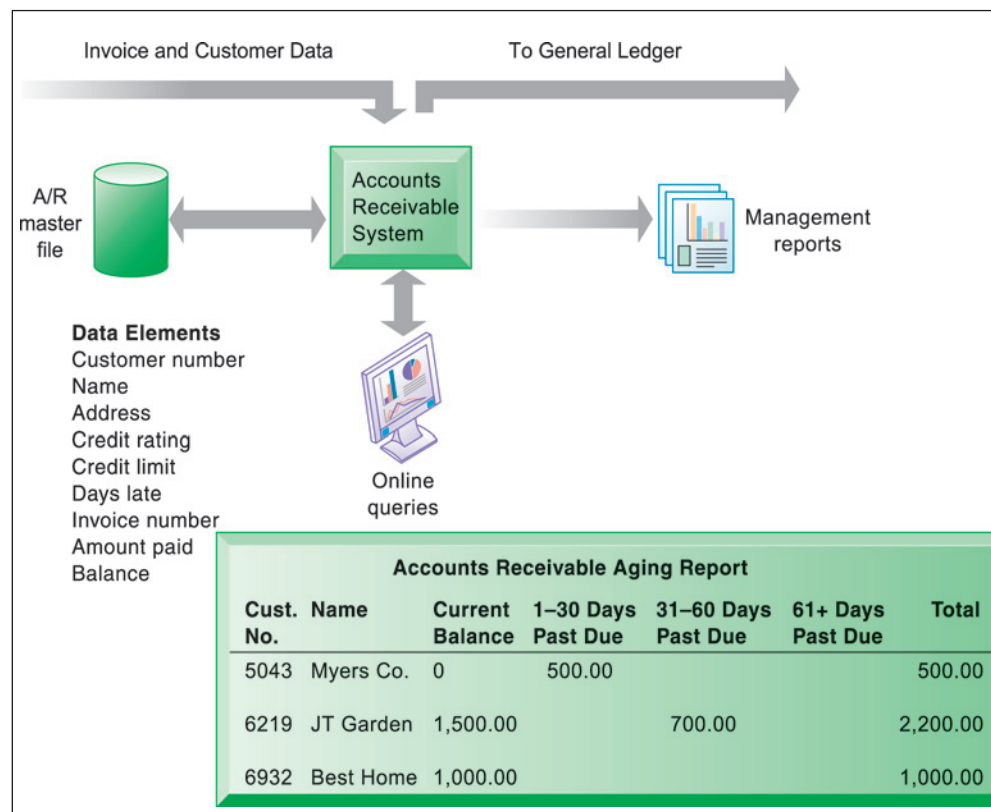 Invoice and Customer Data
To General Ledger
A/R
master
file
Accounts
Receivable
System
Management
reports
Data Elements
Customer number
Name
Address
Credit rating
Credit limit
Days late
Invoice number
Amount paid
Balance
Online
queries
Accounts Receivable Aging Report
Cust. Name Current 1–30 Days 31–60 Days 61+ Days Total
No. Balance Past Due Past Due Past Due
5043 Myers Co. 0 500.00 500.00
6219 JT Garden 1,500.00 700.00 2,200.00
6932 Best Home 1,000.00 1,000.00